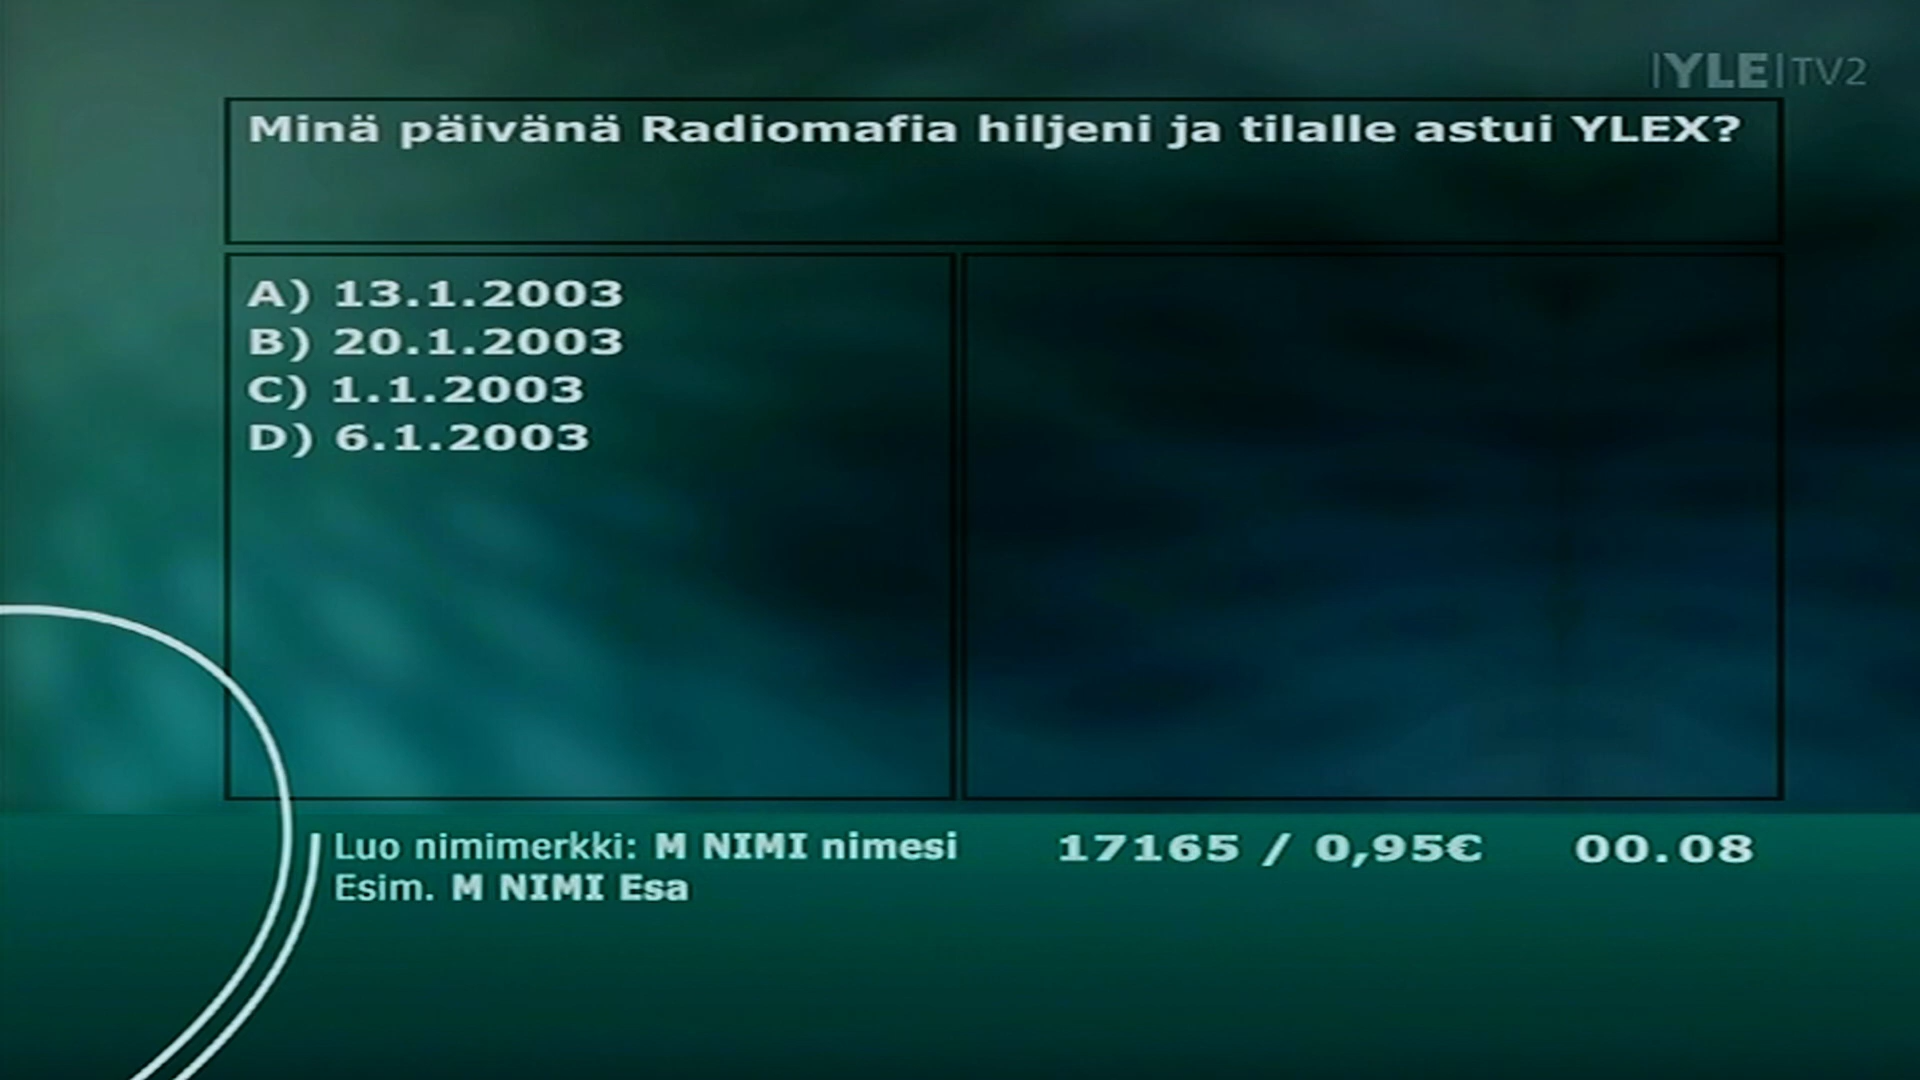 YLE TV2
Minä päivänä Radiomafia hiljeni ja tilalle astui YLEX?
A) 13.1.2003
B) 20.1.2003
C) 1.1.2003
D) 6.1.2003
Luo nimimerkki: M NIMI nimesi
Esim. M NIMI Esa
17165 / 0,95€
00.08